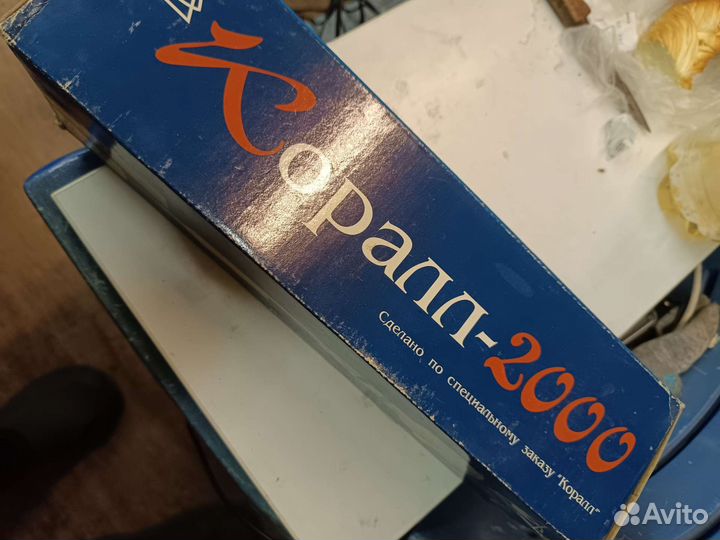 Коралл-2000
Сделано по специальному заказу "Коралл"
Avito